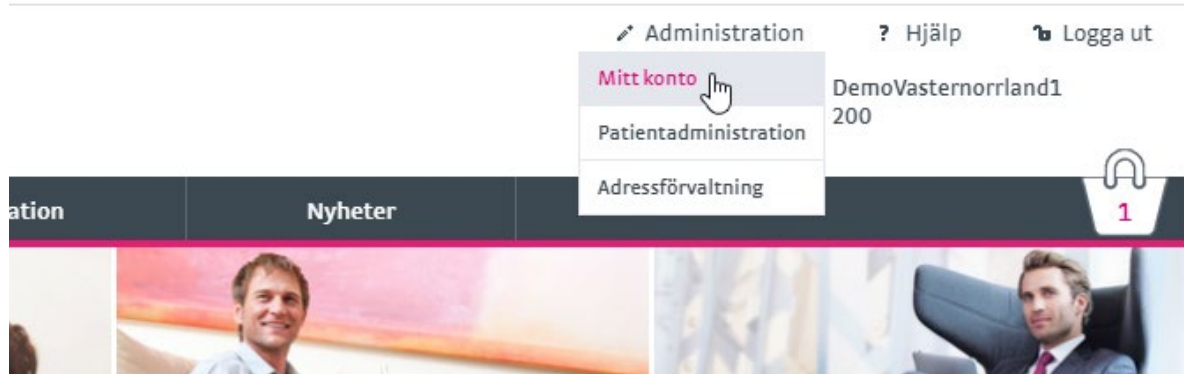 Administration
? Hjälp
Logga ut
Mitt konto
DemoVasternorrland1
200
Patientadministration
Adressförvaltning
ation
Nyheter
1